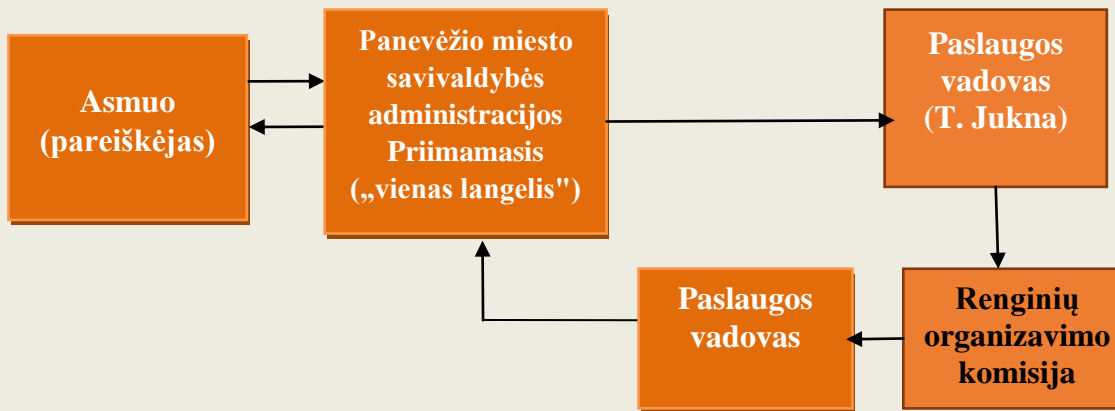 Asmuo
(pareiškėjas)
Panevėžio miesto
savivaldybės
administracijos
Priimamasis
(„vienas langelis")
Paslaugos
vadovas
(T. Jukna)
Paslaugos
vadovas
Renginių
organizavimo
komisija